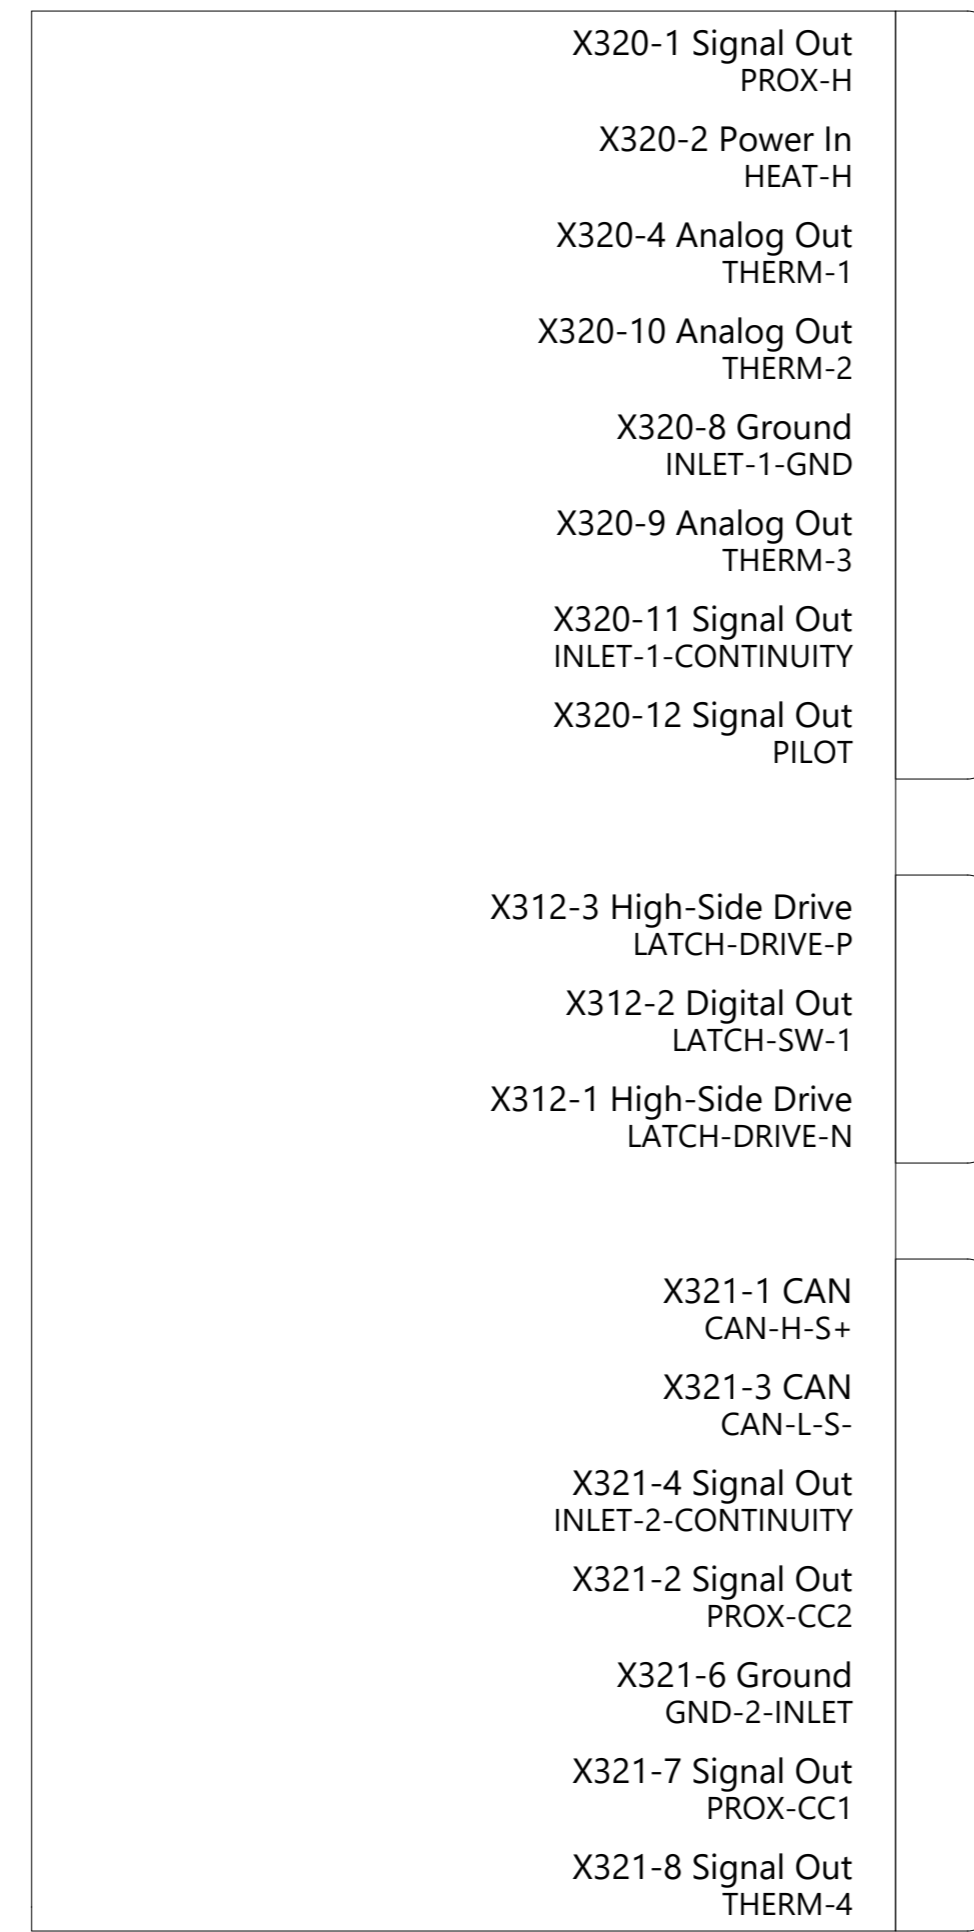 X320-1 Signal Out
PROX-H
X320-2 Power In
HEAT-H
X320-4 Analog Out
THERM-1
X320-10 Analog Out
THERM-2
X320-8 Ground
INLET-1-GND
X320-9 Analog Out
THERM-3
X320-11 Signal Out
INLET-1-CONTINUITY
X320-12 Signal Out
PILOT
X312-3 High-Side Drive
LATCH-DRIVE-P
X312-2 Digital Out
LATCH-SW-1
X312-1 High-Side Drive
LATCH-DRIVE-N
X321-1 CAN
CAN-H-S+
X321-3 CAN
CAN-L-S-
X321-4 Signal Out
INLET-2-CONTINUITY
X321-2 Signal Out
PROX-CC2
X321-6 Ground
GND-2-INLET
X321-7 Signal Out
PROX-CC1
X321-8 Signal Out
THERM-4